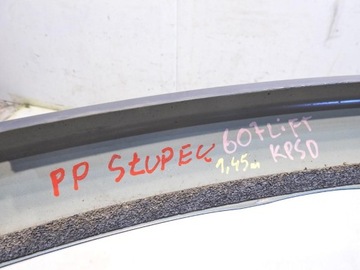 PP SŁUPEK 607 LIFT
1,45m KPSD